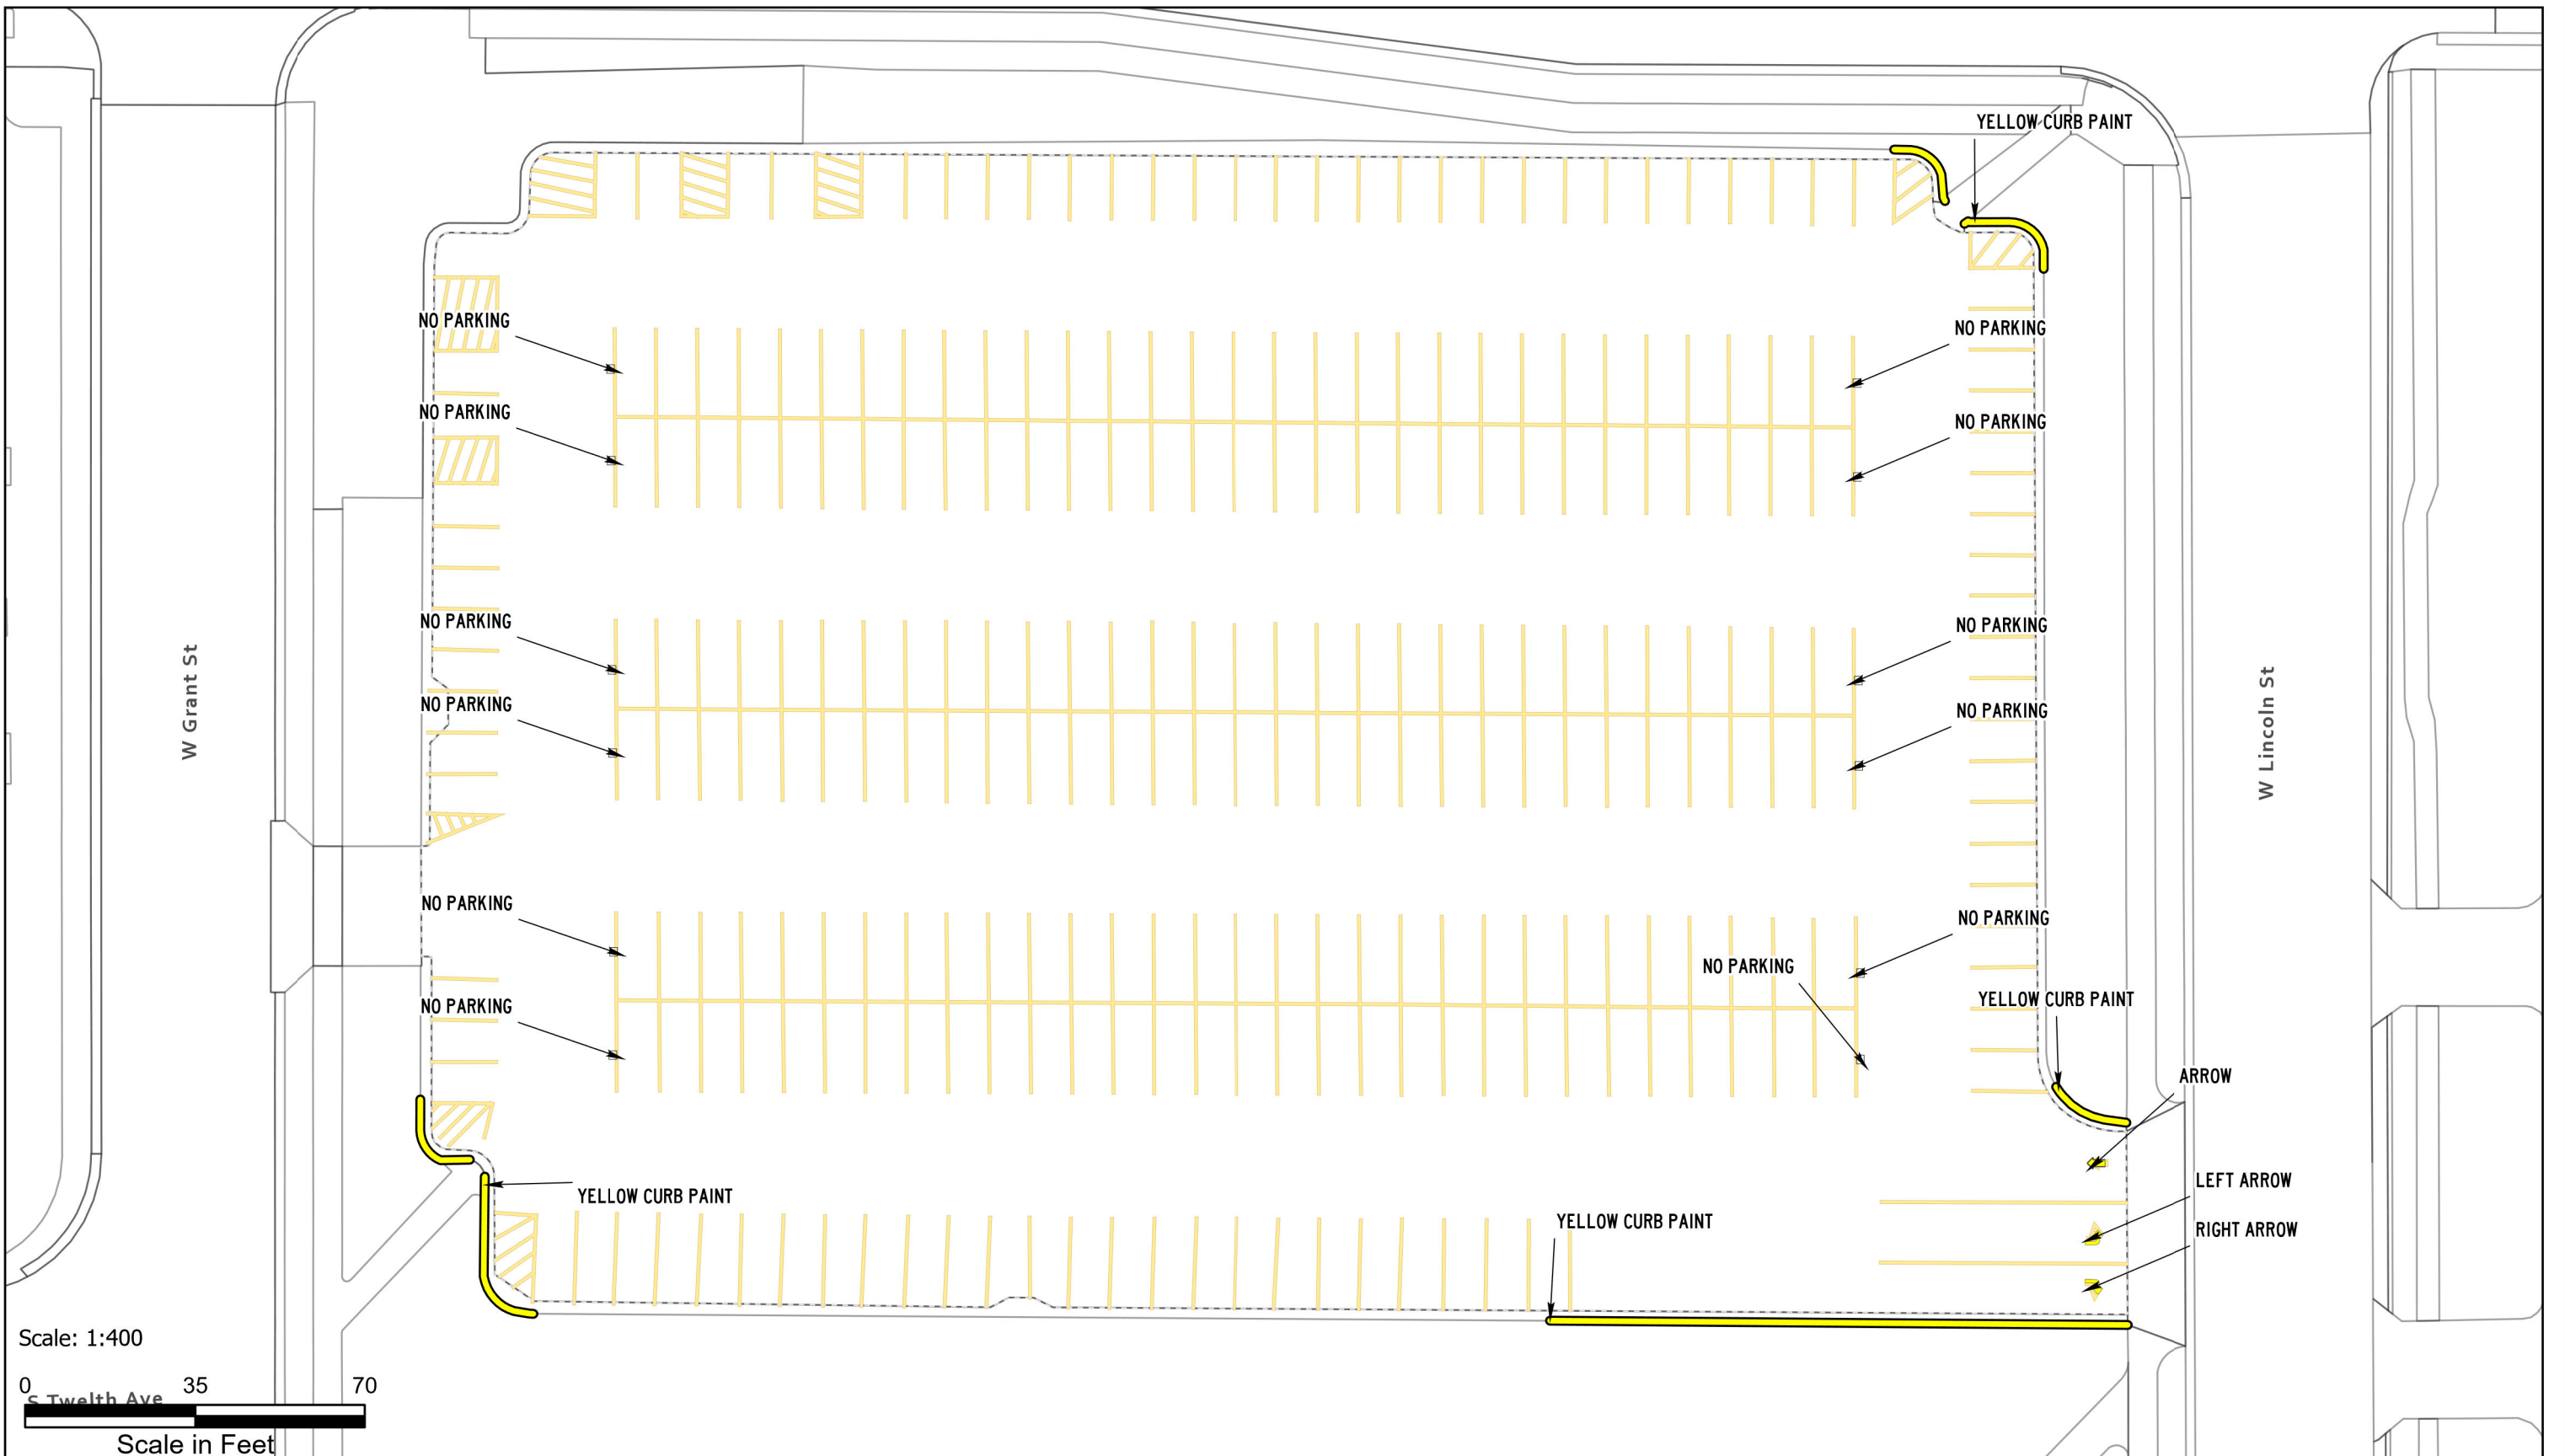 YELLOW CURB PAINT
NO PARKING
NO PARKING
NO PARKING
NO PARKING
NO PARKING
NO PARKING
W Grant St
W Lincoln St
NO PARKING
NO PARKING
NO PARKING
NO PARKING
NO PARKING
NO PARKING
YELLOW CURB PAINT
ARROW
LEFT ARROW
YELLOW CURB PAINT
YELLOW CURB PAINT
RIGHT ARROW
Scale: 1:400
0 35 70
S Twelth Ave
Scale in Feet